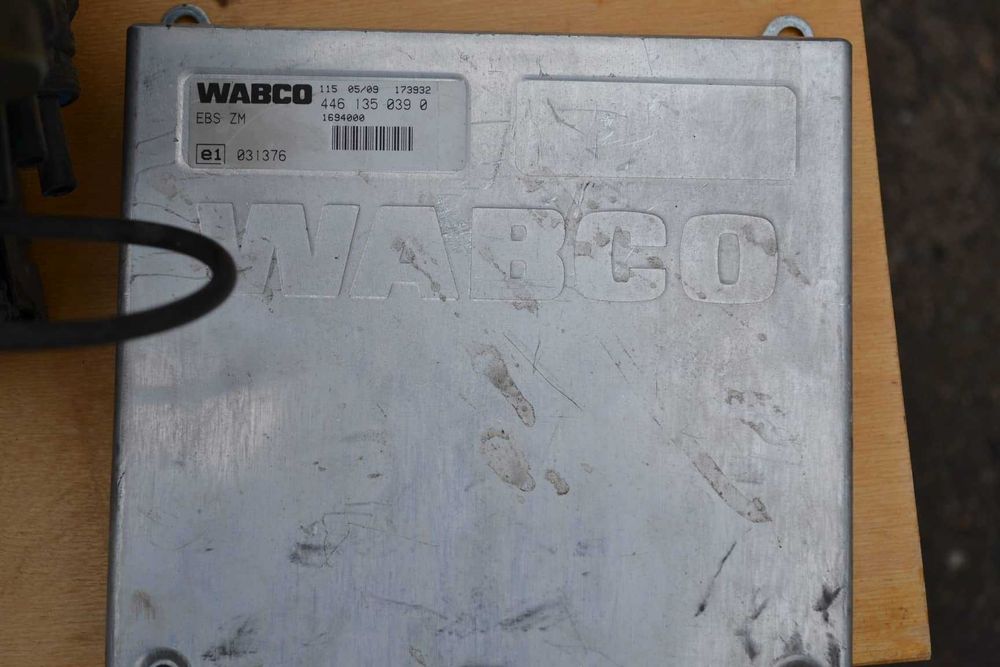 WABCO 115 05/09 173932
446 135 039 0
EBS ZM 1694000
e1 031376
WABCO